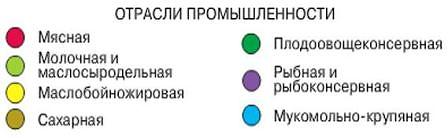 ОТРАСЛИ ПРОМЫШЛЕННОСТИ
Мясная
Молочная и
маслосыродельная
Маслобойножировая
Сахарная
Плодоовощеконсервная
Рыбная и
рыбоконсервная
Мукомольно-крупяная